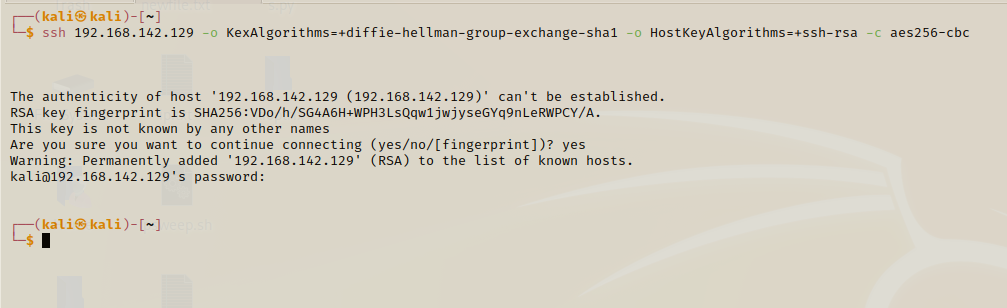 ┌──(kali㉿kali)-[~]
└─$ ssh 192.168.142.129 -o KexAlgorithms=+diffie-hellman-group-exchange-sha1 -o HostKeyAlgorithms=+ssh-rsa -c aes256-cbc
The authenticity of host '192.168.142.129 (192.168.142.129)' can't be established.
RSA key fingerprint is SHA256:VDo/h/SG4A6H+WPH3LsQqw1jwjyseGYq9nLeRWPCY/A.
This key is not known by any other names
Are you sure you want to continue connecting (yes/no/[fingerprint])? yes
Warning: Permanently added '192.168.142.129' (RSA) to the list of known hosts.
kali@192.168.142.129's password:
┌──(kali㉿kali)-[~]
└─$